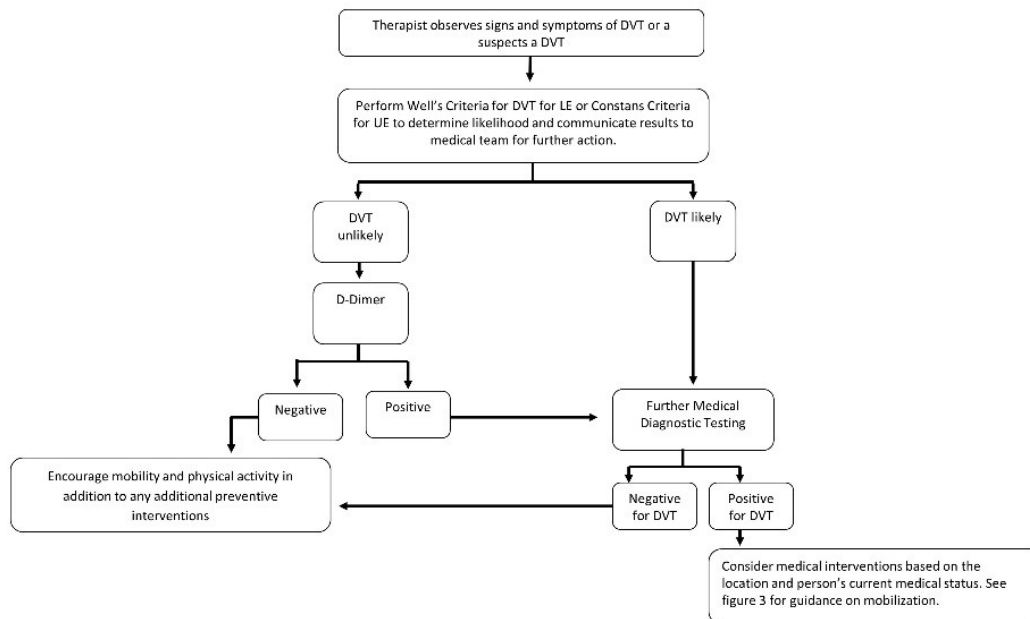 Therapist observes signs and symptoms of DVT or a
suspects a DVT
Perform Well's Criteria for DVT for LE or Constans Criteria
for UE to determine likelihood and communicate results to
medical team for further action.
DVT
unlikely
DVT likely
D-Dimer
Negative
Positive
Further Medical
Diagnostic Testing
Encourage mobility and physical activity in
addition to any additional preventive
interventions
Negative
for DVT
Positive
for DVT
Consider medical interventions based on the
location and person's current medical status. See
figure 3 for guidance on mobilization.